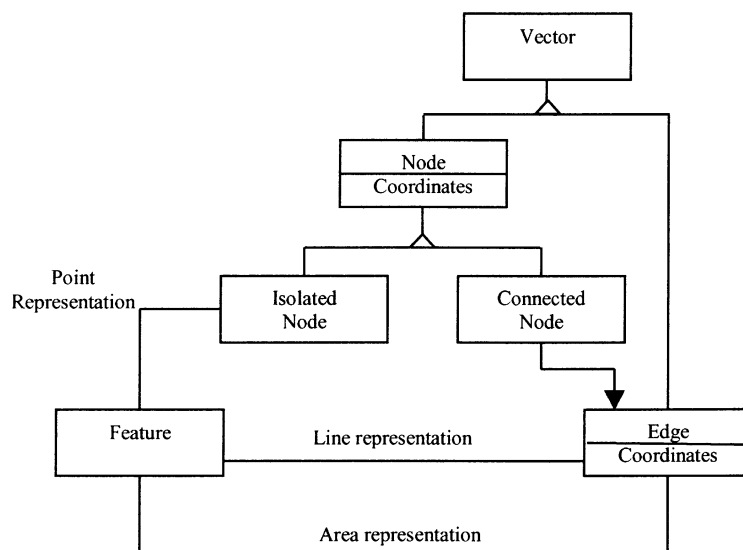 Vector
Node
Coordinates
Point
Representation
Isolated
Node
Connected
Node
Feature
Line representation
Edge
Coordinates
Area representation